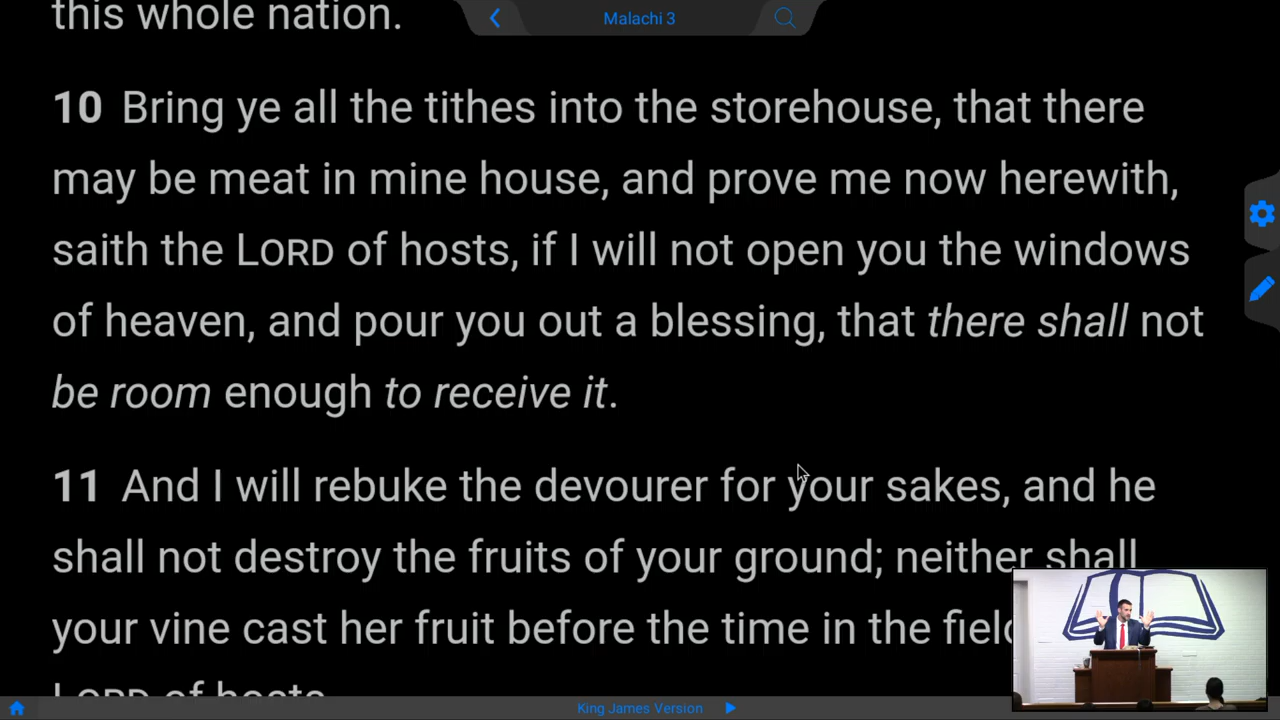 this whole nation.
Malachi 3
10 Bring ye all the tithes into the storehouse, that there
may be meat in mine house, and prove me now herewith,
saith the LORD of hosts, if I will not open you the windows
of heaven, and pour you out a blessing, that there shall not
be room enough to receive it.
11 And I will rebuke the devourer for your sakes, and he
shall not destroy the fruits of your ground; neither shall
your vine cast her fruit before the time in the
LORD of hosts.
King James Version